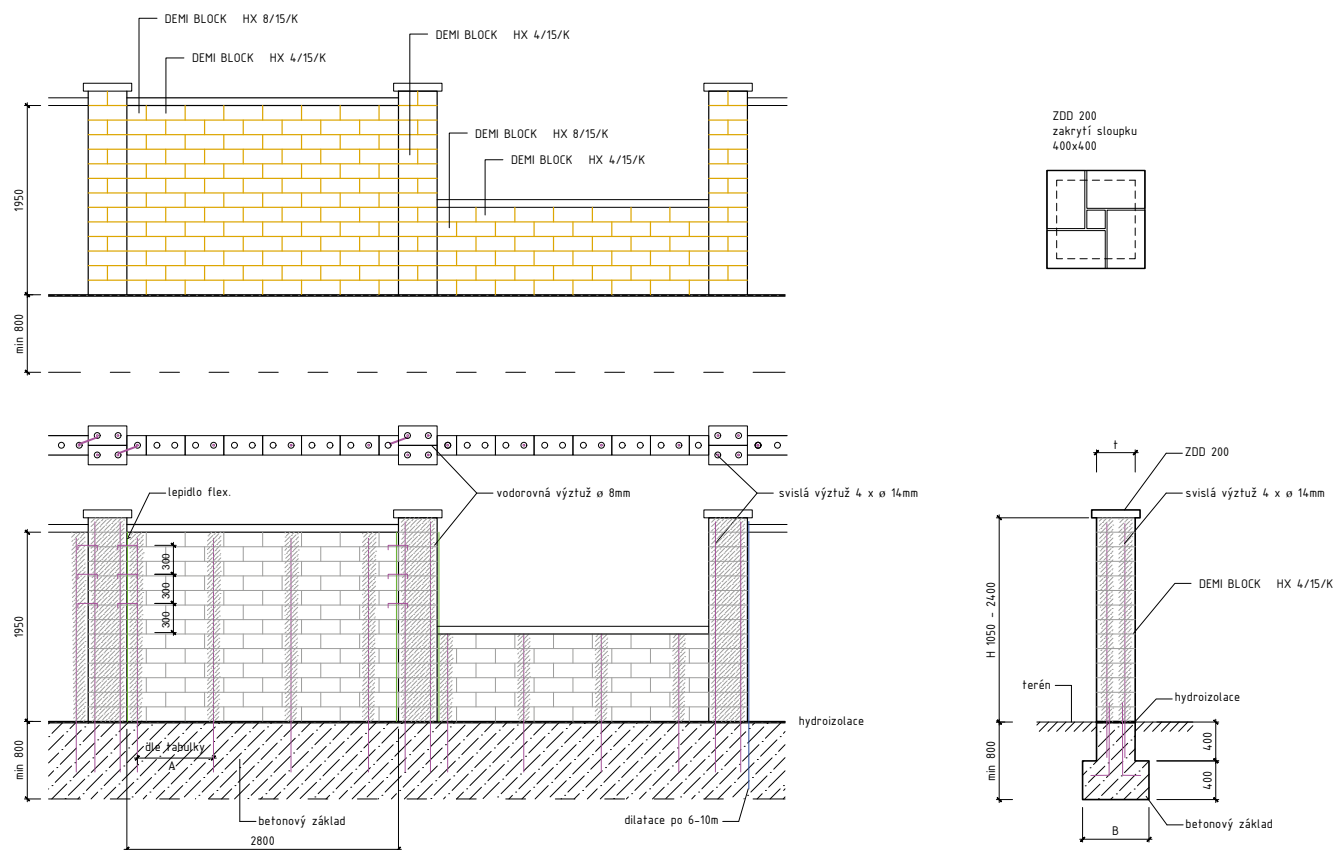 DEMI BLOCK HX 8/15/K
DEMI BLOCK HX 4/15/K
DEMI BLOCK HX 4/15/K
DEMI BLOCK HX 8/15/K
DEMI BLOCK HX 4/15/K
1950
min 800
ZDD 200
zakrytí sloupku
400x400
lepidlo flex.
vodorovná výztuž ø 8mm
svislá výztuž 4 x ø 14mm
300
300
300
1950
min 800
dle tabulky
A
hydroizolace
betonový základ
dilatace po 6-10m
2800
t
ZDD 200
svislá výztuž 4 x ø 14mm
DEMI BLOCK HX 4/15/K
H 1050 - 2400
terén
hydroizolace
min 800
400
400
B
betonový základ